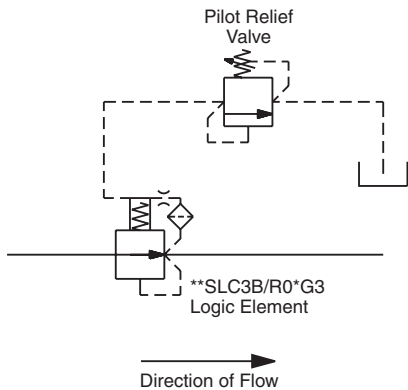 Pilot Relief
Valve
**SLC3B/R0*G3
Logic Element
Direction of Flow